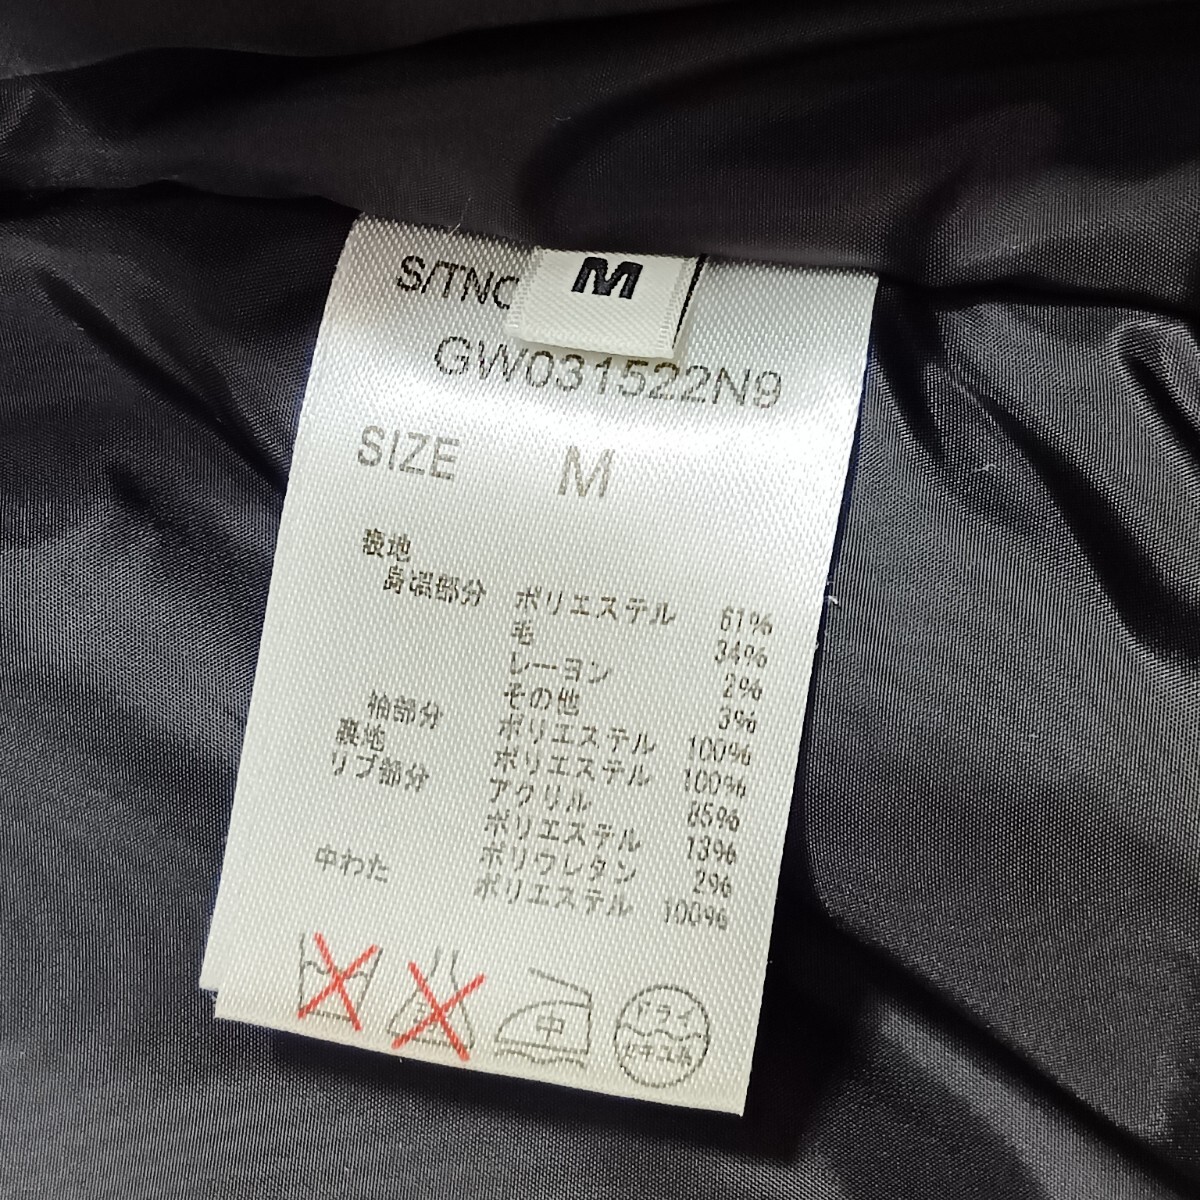 M
S/TNO
GW031522N9
SIZE M
表地
身頃部分 ポリエステル 61%
毛 34%
レーヨン 2%
その他 3%
袖部分 ポリエステル 100%
裏地 ポリエステル 100%
リブ部分 アクリル 85%
ポリエステル 13%
ポリウレタン 2%
中わた ポリエステル 100%
中
ドライ
セキユ系